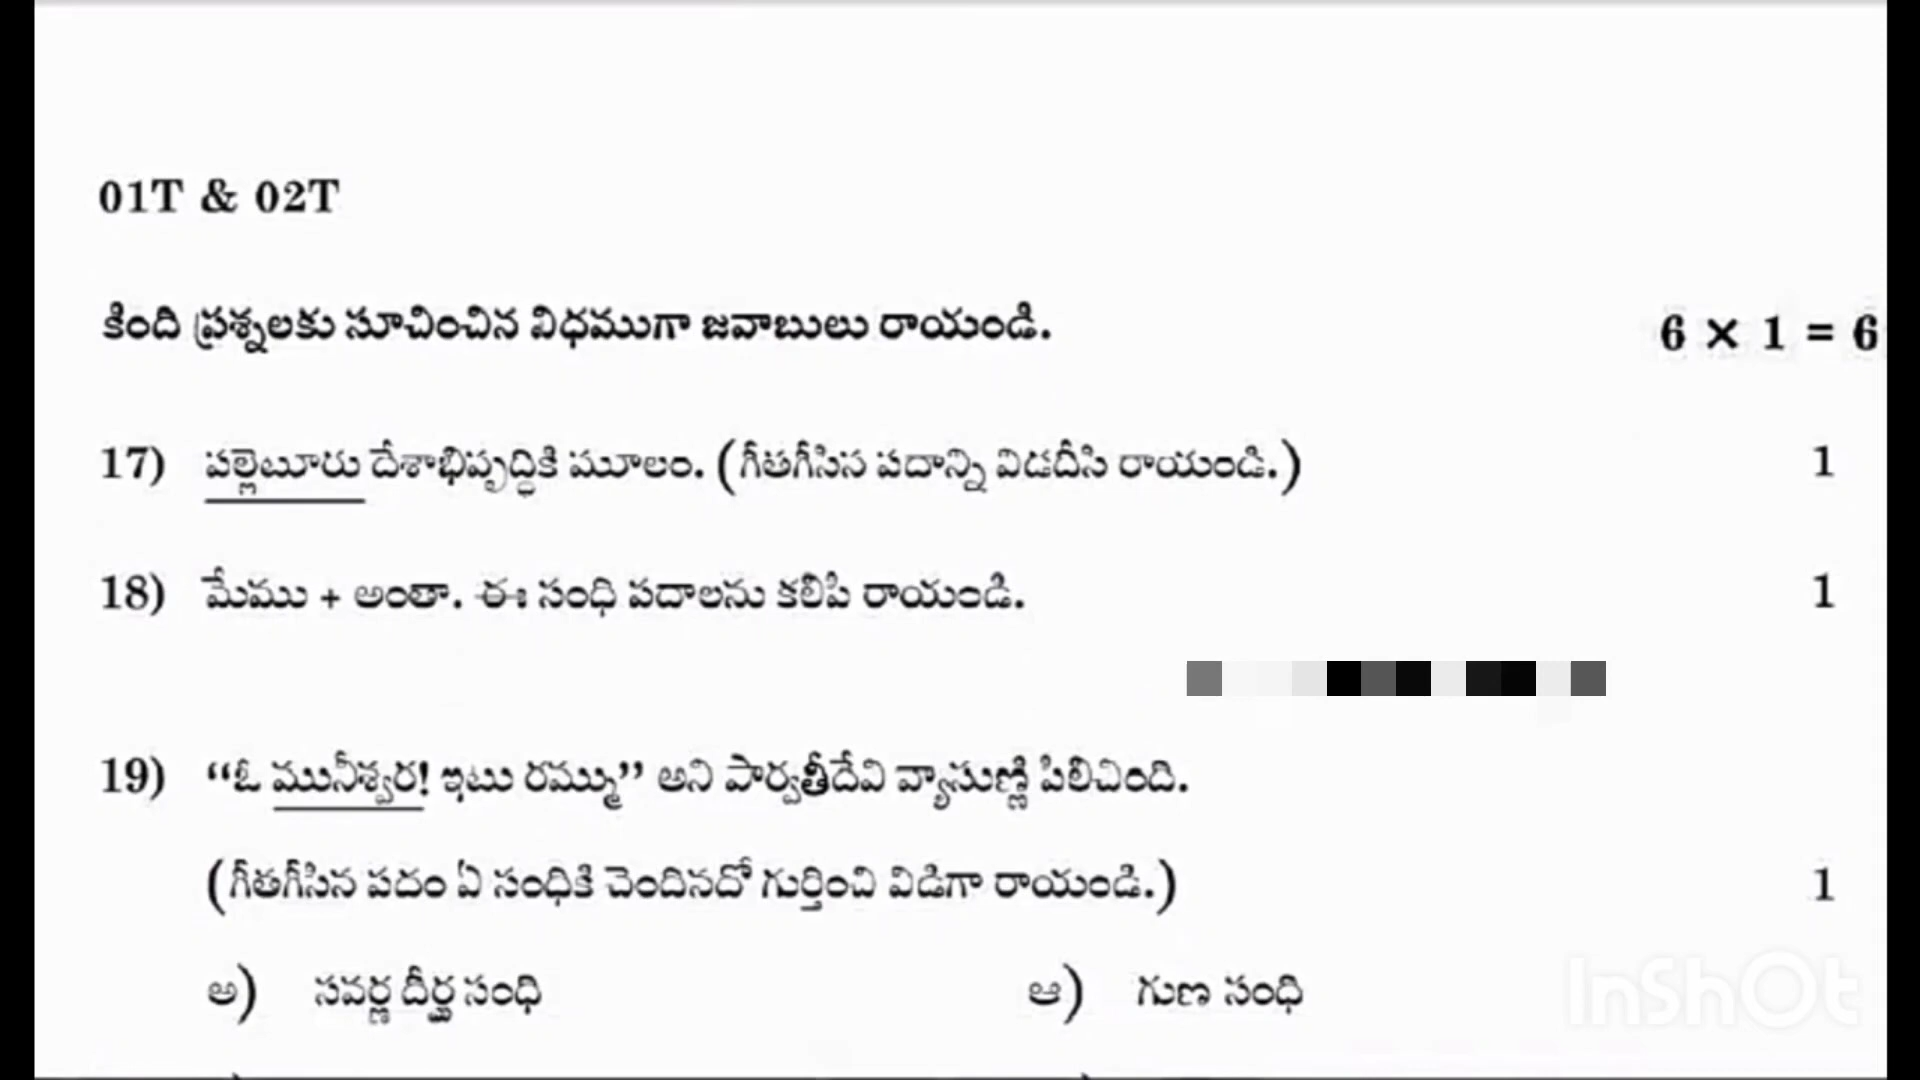 01T & 02T
కింది ప్రశ్నలకు సూచించిన విధముగా జవాబులు రాయండి. 6 × 1 = 6
17) పల్లెటూరు దేశాభివృద్ధికి మూలం. (గీతగీసిన పదాన్ని విడదీసి రాయండి.) 1
18) మేము + అంతా. ఈ సంధి పదాలను కలిపి రాయండి. 1
19) “ఓ మునీశ్వర! ఇటు రమ్ము” అని పార్వతీదేవి వ్యాసుణ్ణి పిలిచింది.
(గీతగీసిన పదం ఏ సంధికి చెందినదో గుర్తించి విడిగా రాయండి.) 1
అ) సవర్ణ దీర్ఘ సంధి ఆ) గుణ సంధి
InShOt